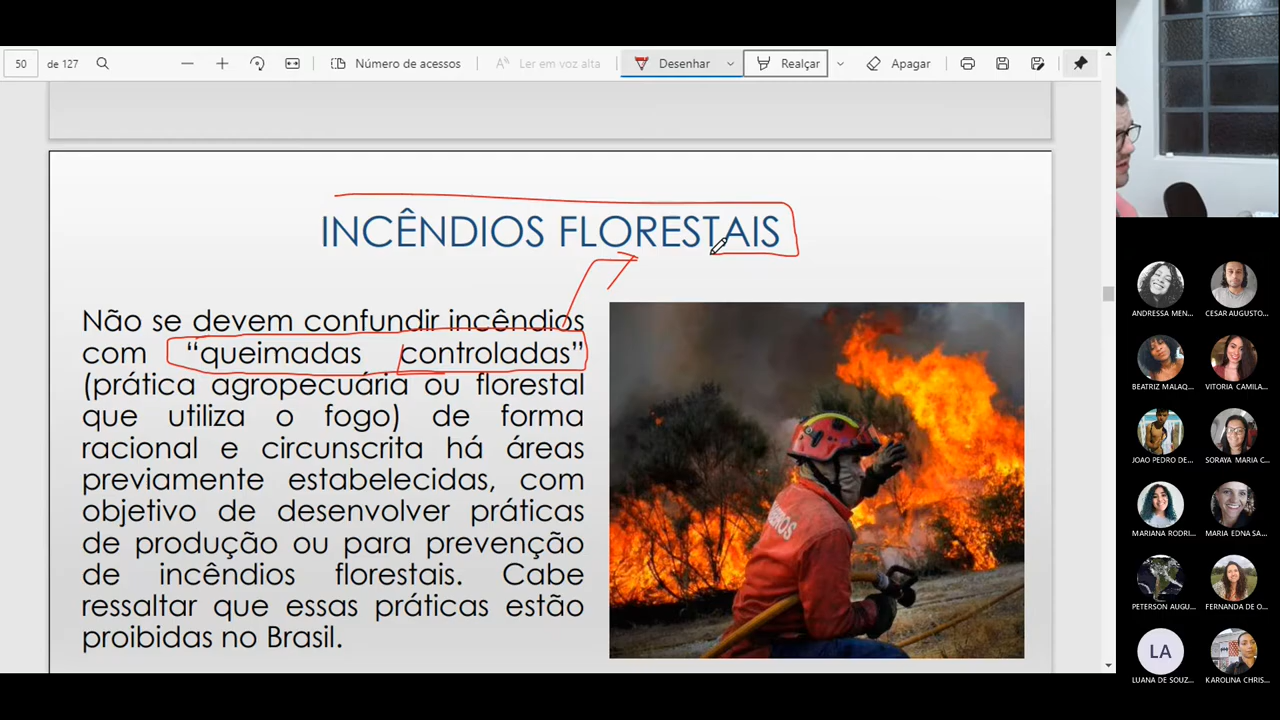 50 de 127 Número de acessos Ler em voz alta Desenhar Realçar Apagar
INCÊNDIOS FLORESTAIS
Não se devem confundir incêndios
com “queimadas controladas”
(prática agropecuária ou florestal
que utiliza o fogo) de forma
racional e circunscrita há áreas
previamente estabelecidas, com
objetivo de desenvolver práticas
de produção ou para prevenção
de incêndios florestais. Cabe
ressaltar que essas práticas estão
proibidas no Brasil.
BOMBEIROS
ANDRESSA MEN... CESAR AUGUSTO...
BEATRIZ MALAQ... VITORIA CAMILA...
JOAO PEDRO DE... SORAYA MARIA C...
MARIANA RODRI... MARIA EDNA SA...
PETERSON AUGU... FERNANDA DE O...
LA
LUANA DE SOUZ... KAROLINA CHRIS...